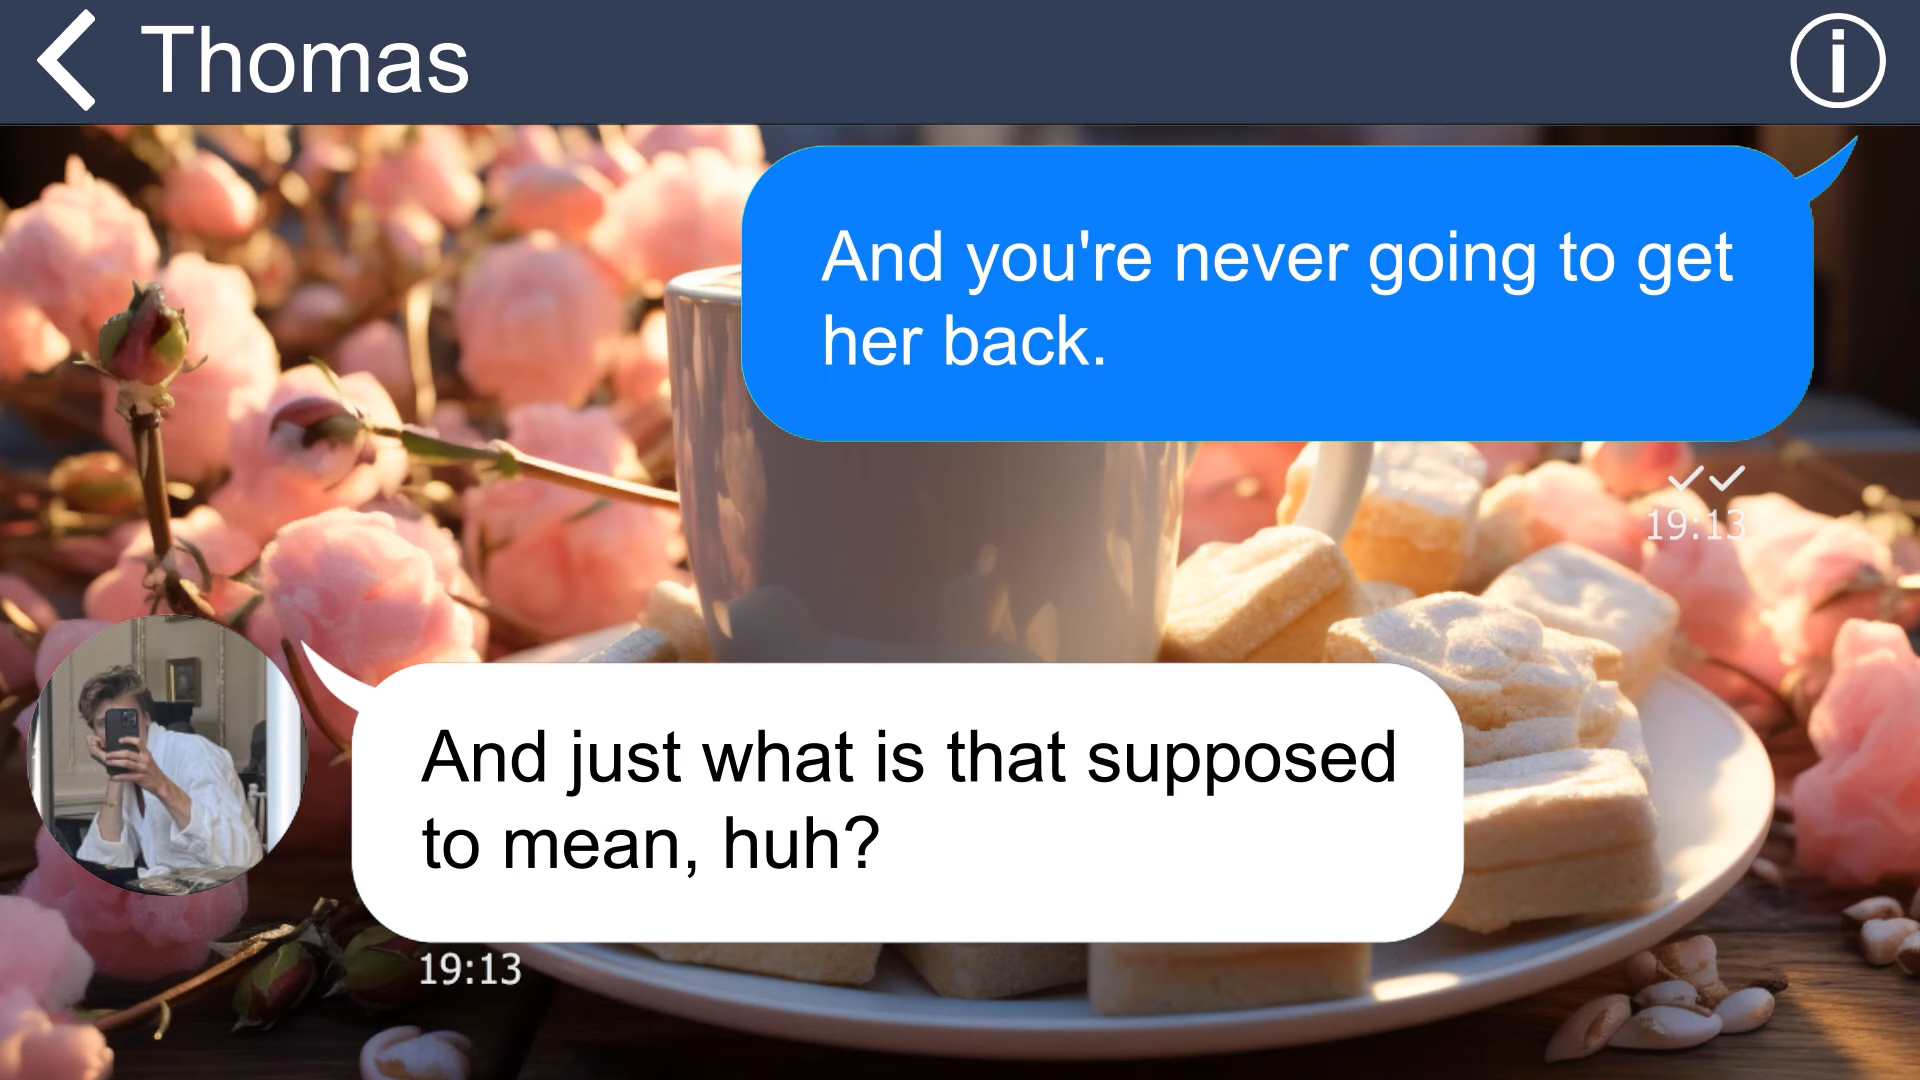 Thomas
And you're never going to get
her back.
19:13
And just what is that supposed
to mean, huh?
19:13